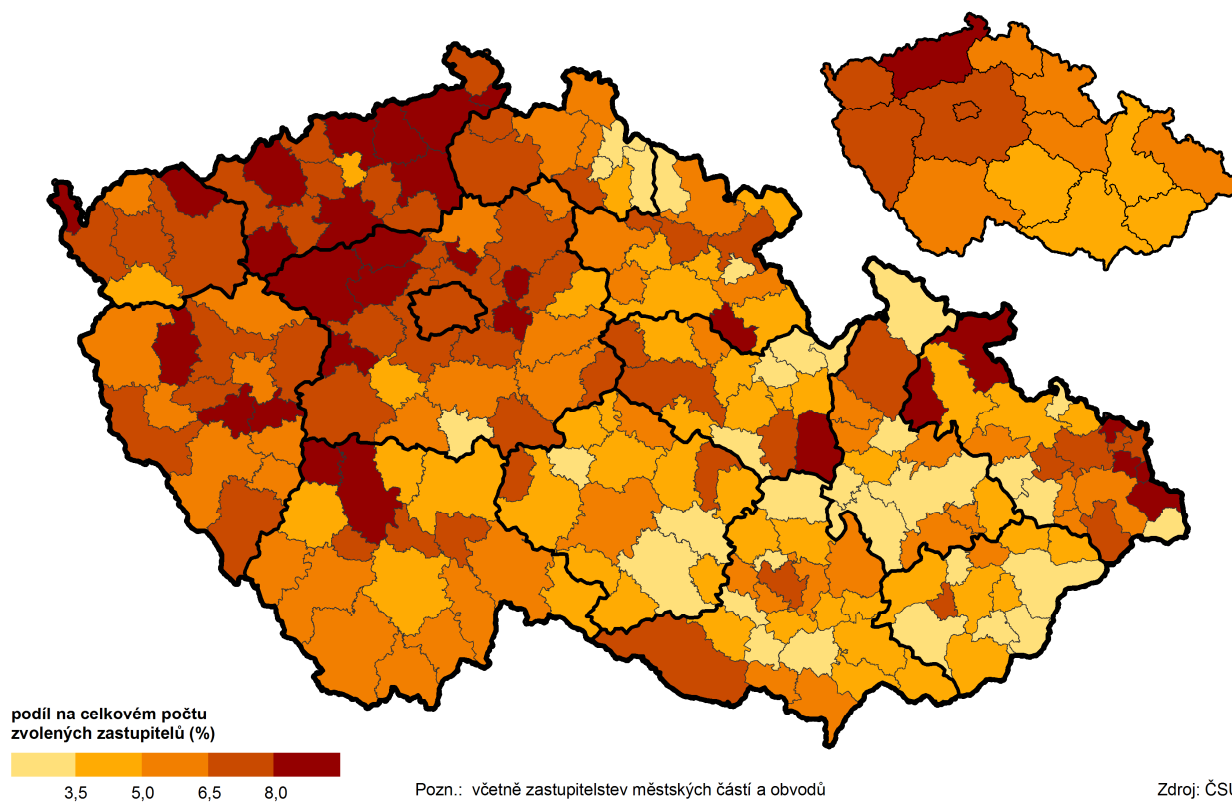 podíl na celkovém počtu
zvolených zastupitelů (%)
3,5 5,0 6,5 8,0
Pozn.: včetně zastupitelstev městských částí a obvodů
Zdroj: